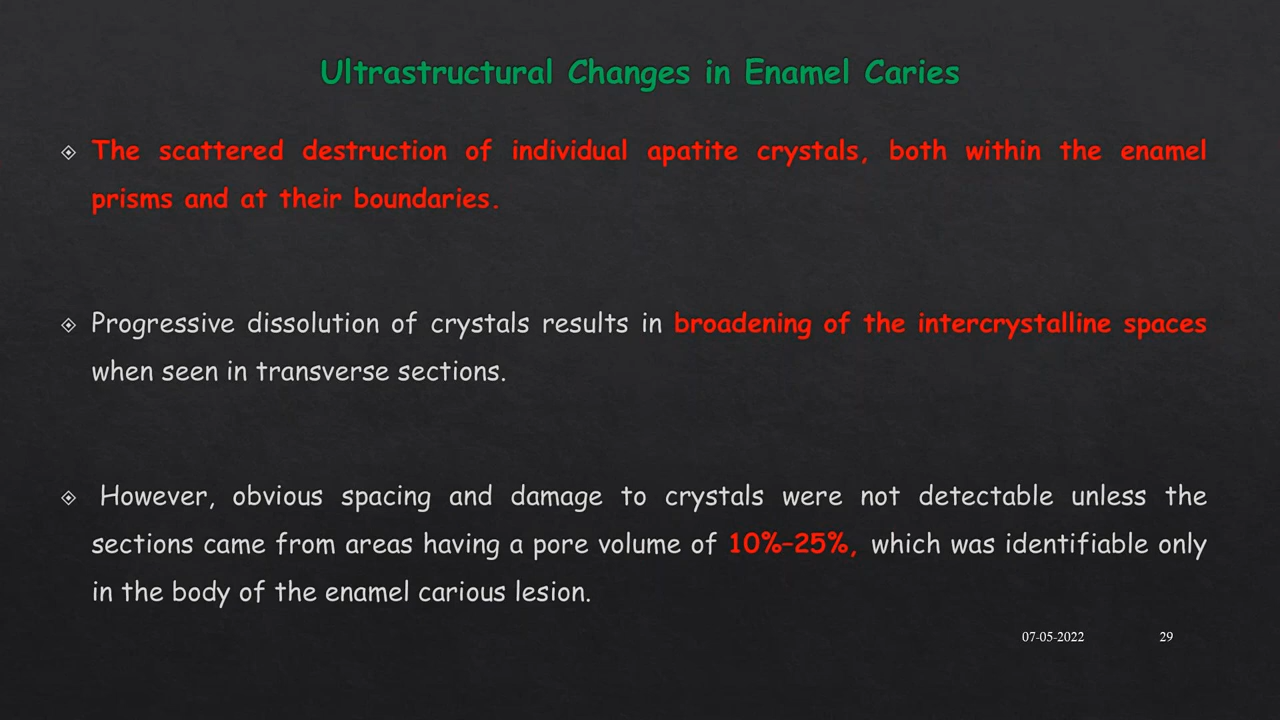 Ultrastructural Changes in Enamel Caries
The scattered destruction of individual apatite crystals, both within the enamel
prisms and at their boundaries.
Progressive dissolution of crystals results in broadening of the intercrystalline spaces
when seen in transverse sections.
However, obvious spacing and damage to crystals were not detectable unless the
sections came from areas having a pore volume of 10%–25%, which was identifiable only
in the body of the enamel carious lesion.
07-05-2022 29